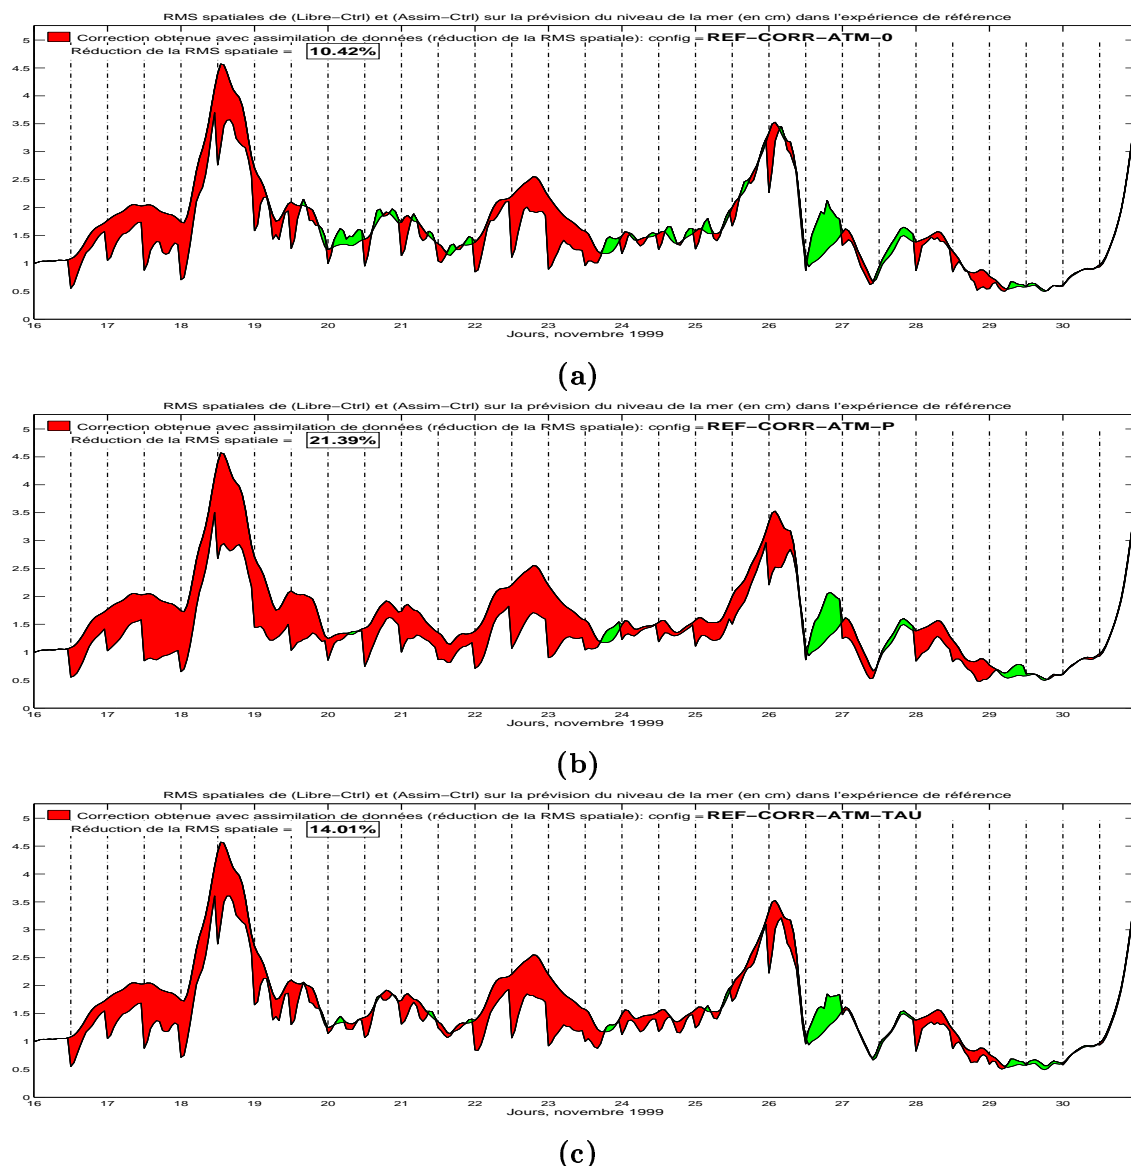 RMS spatiales de (Libre−Ctrl) et (Assim−Ctrl) sur la prévision du niveau de la mer (en cm) dans l'expérience de référence
5
Correction obtenue avec assimilation de données (réduction de la RMS spatiale): config = REF−CORR−ATM−0
Réduction de la RMS spatiale = 10.42%
4.5
4
3.5
3
2.5
2
1.5
1
0.5
0
16 17 18 19 20 21 22 23 24 25 26 27 28 29 30
Jours, novembre 1999
(a)
RMS spatiales de (Libre−Ctrl) et (Assim−Ctrl) sur la prévision du niveau de la mer (en cm) dans l'expérience de référence
5
Correction obtenue avec assimilation de données (réduction de la RMS spatiale): config = REF−CORR−ATM−P
Réduction de la RMS spatiale = 21.39%
4.5
4
3.5
3
2.5
2
1.5
1
0.5
0
16 17 18 19 20 21 22 23 24 25 26 27 28 29 30
Jours, novembre 1999
(b)
RMS spatiales de (Libre−Ctrl) et (Assim−Ctrl) sur la prévision du niveau de la mer (en cm) dans l'expérience de référence
5
Correction obtenue avec assimilation de données (réduction de la RMS spatiale): config = REF−CORR−ATM−TAU
Réduction de la RMS spatiale = 14.01%
4.5
4
3.5
3
2.5
2
1.5
1
0.5
0
16 17 18 19 20 21 22 23 24 25 26 27 28 29 30
Jours, novembre 1999
(c)